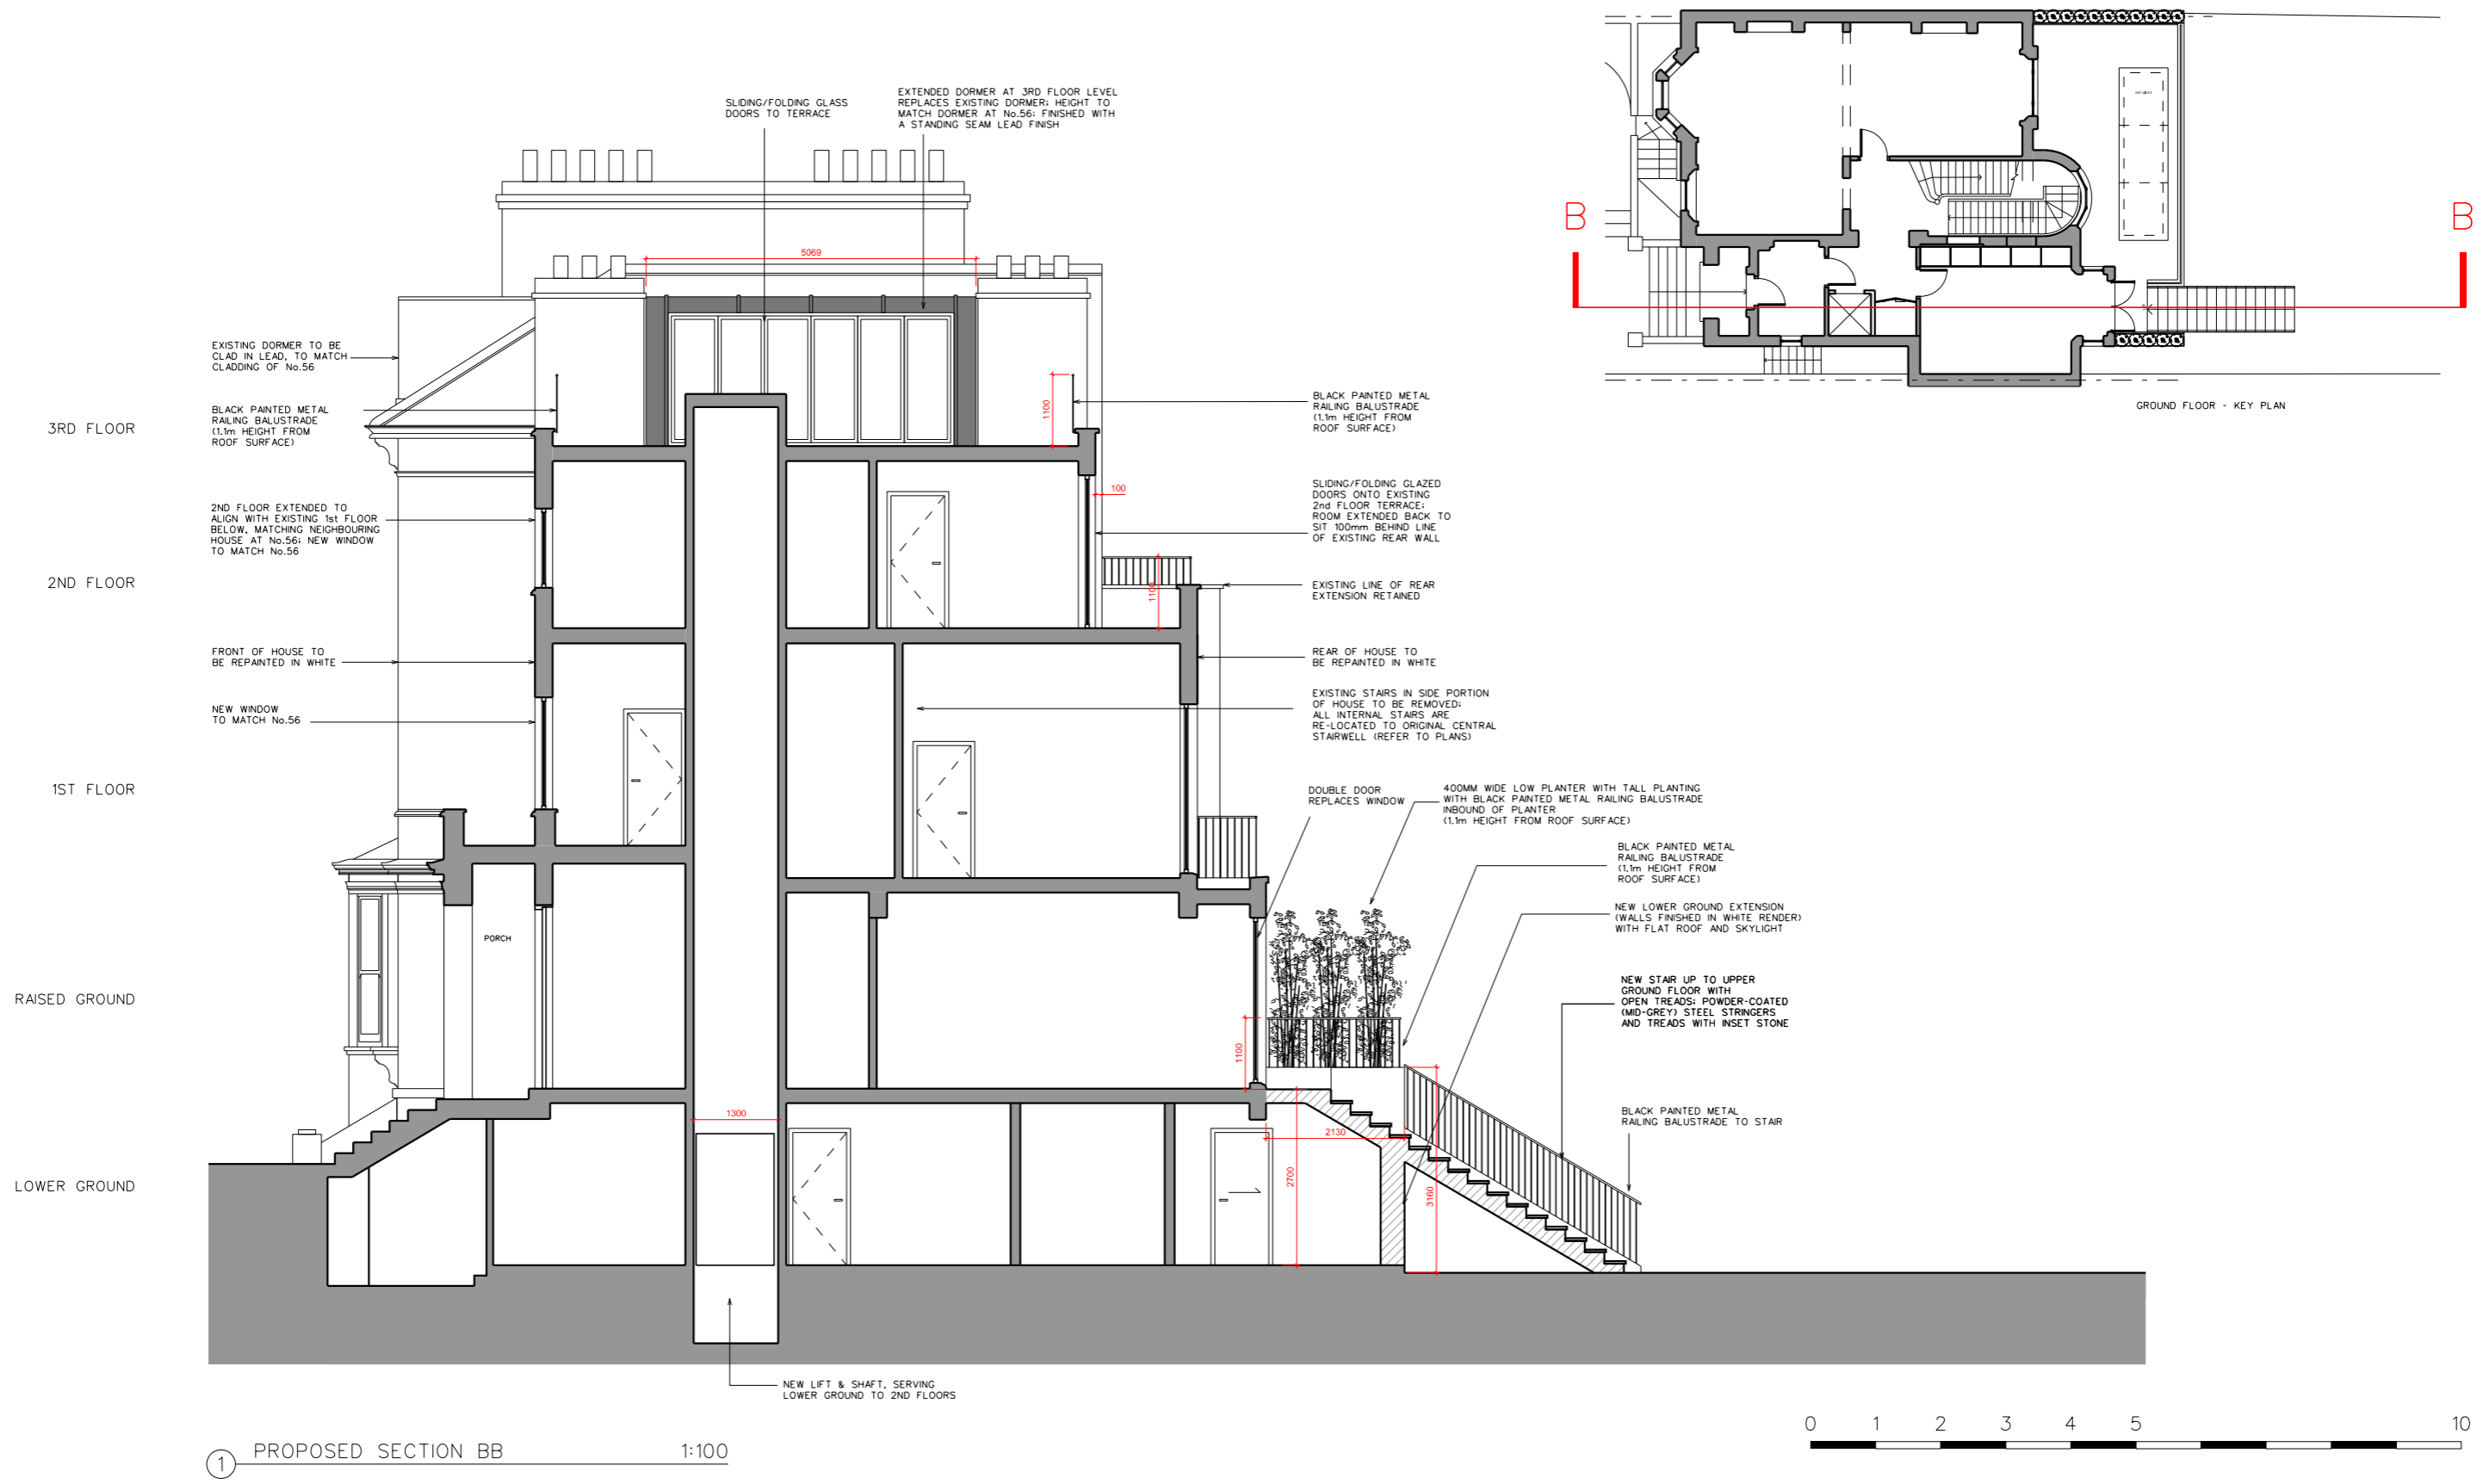 SLIDING/FOLDING GLASS
DOORS TO TERRACE
EXTENDED DORMER AT 3RD FLOOR LEVEL
REPLACES EXISTING DORMER; HEIGHT TO
MATCH DORMER AT No.56; FINISHED WITH
A STANDING SEAM LEAD FINISH
B
B
GROUND FLOOR - KEY PLAN
5069
EXISTING DORMER TO BE
CLAD IN LEAD, TO MATCH
CLADDING OF No.56
BLACK PAINTED METAL
RAILING BALUSTRADE
(1.1m HEIGHT FROM
ROOF SURFACE)
3RD FLOOR
1100
BLACK PAINTED METAL
RAILING BALUSTRADE
(1.1m HEIGHT FROM
ROOF SURFACE)
100
SLIDING/FOLDING GLAZED
DOORS ONTO EXISTING
2nd FLOOR TERRACE;
ROOM EXTENDED BACK TO
SIT 100mm BEHIND LINE
OF EXISTING REAR WALL
2ND FLOOR EXTENDED TO
ALIGN WITH EXISTING 1st FLOOR
BELOW, MATCHING NEIGHBOURING
HOUSE AT No.56; NEW WINDOW
TO MATCH No.56
2ND FLOOR
1100
EXISTING LINE OF REAR
EXTENSION RETAINED
FRONT OF HOUSE TO
BE REPAINTED IN WHITE
REAR OF HOUSE TO
BE REPAINTED IN WHITE
NEW WINDOW
TO MATCH No.56
EXISTING STAIRS IN SIDE PORTION
OF HOUSE TO BE REMOVED;
ALL INTERNAL STAIRS ARE
RE-LOCATED TO ORIGINAL CENTRAL
STAIRWELL (REFER TO PLANS)
1ST FLOOR
DOUBLE DOOR
REPLACES WINDOW
400MM WIDE LOW PLANTER WITH TALL PLANTING
WITH BLACK PAINTED METAL RAILING BALUSTRADE
INBOUND OF PLANTER
(1.1m HEIGHT FROM ROOF SURFACE)
BLACK PAINTED METAL
RAILING BALUSTRADE
(1.1m HEIGHT FROM
ROOF SURFACE)
NEW LOWER GROUND EXTENSION
(WALLS FINISHED IN WHITE RENDER)
WITH FLAT ROOF AND SKYLIGHT
PORCH
RAISED GROUND
NEW STAIR UP TO UPPER
GROUND FLOOR WITH
OPEN TREADS; POWDER-COATED
(MID-GREY) STEEL STRINGERS
AND TREADS WITH INSET STONE
1100
1300
2130
BLACK PAINTED METAL
RAILING BALUSTRADE TO STAIR
2700
3160
LOWER GROUND
NEW LIFT & SHAFT, SERVING
LOWER GROUND TO 2ND FLOORS
1 PROPOSED SECTION BB 1:100
0 1 2 3 4 5 10